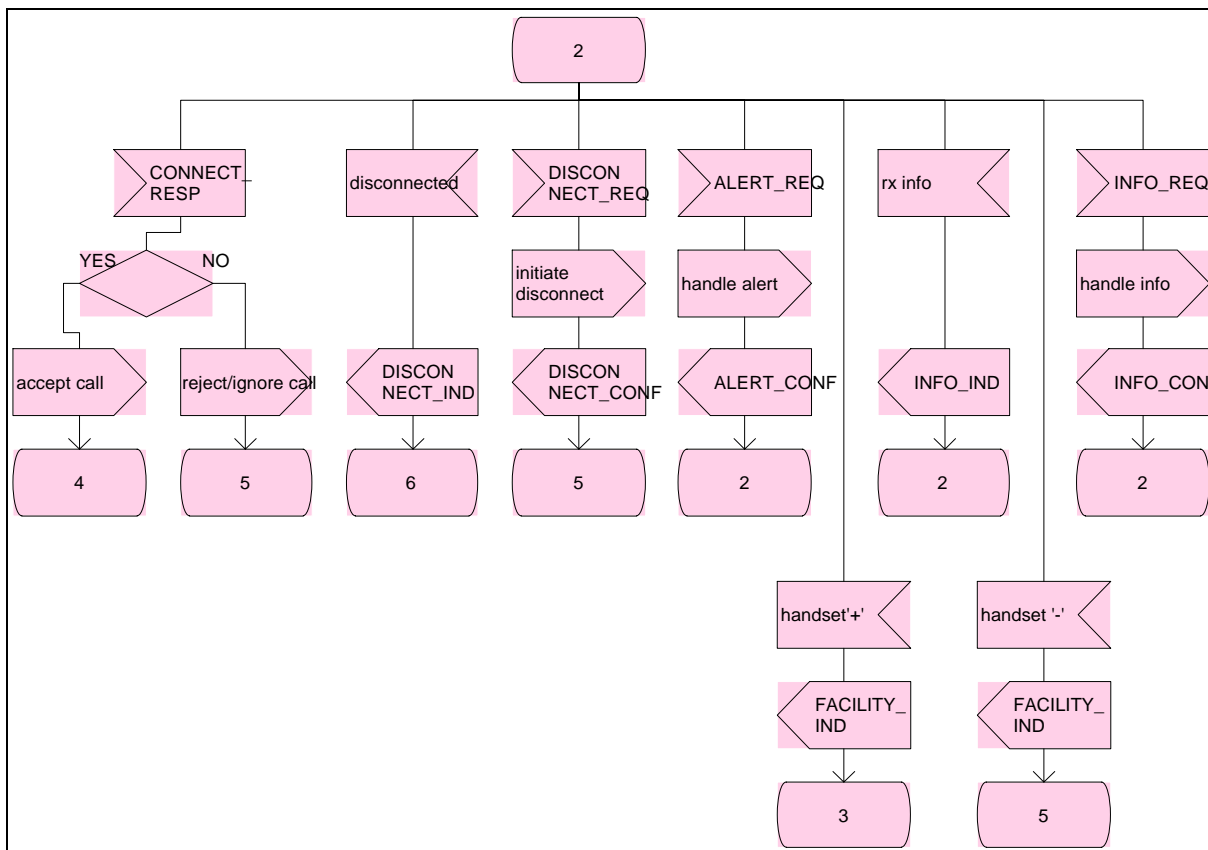 2
CONNECT_
RESP
disconnected
DISCON
NECT_REQ
ALERT_REQ
rx info
INFO_REQ
YES
NO
initiate
disconnect
handle alert
handle info
accept call
reject/ignore call
DISCON
NECT_IND
DISCON
NECT_CONF
ALERT_CONF
INFO_IND
INFO_CON
4
5
6
5
2
2
2
handset'+'
handset '-'
FACILITY_
IND
FACILITY_
IND
3
5